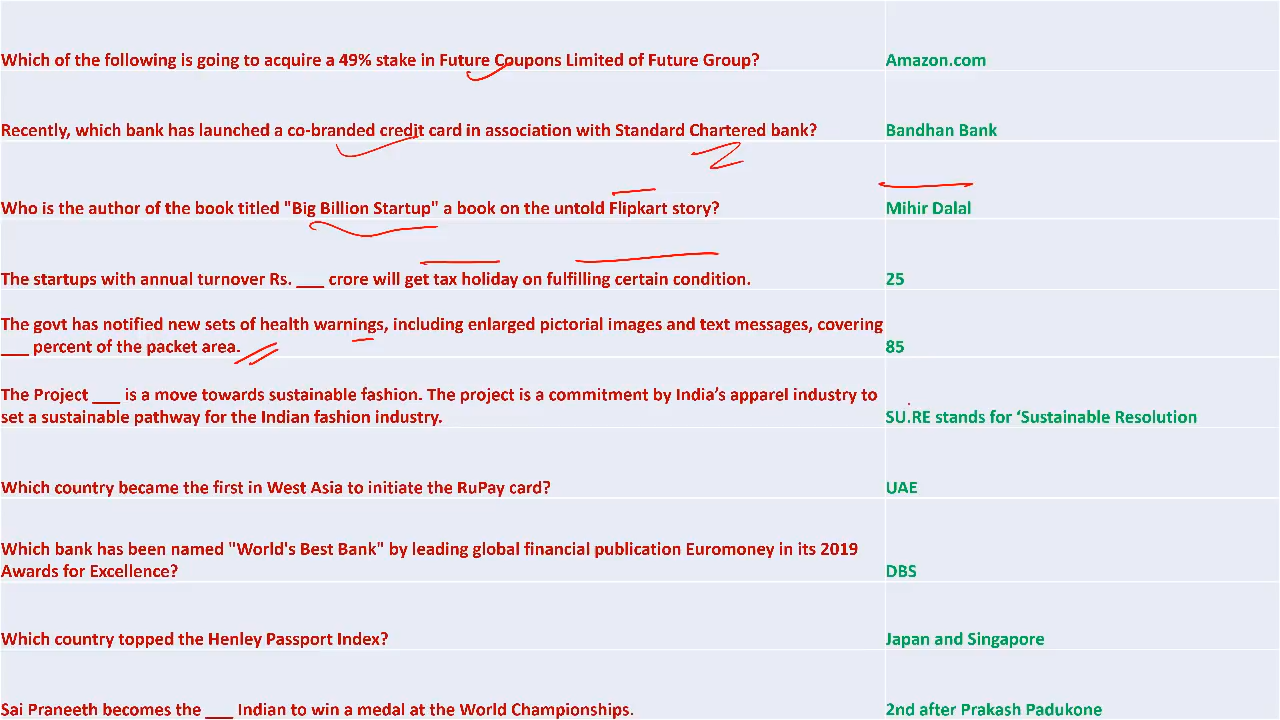 Which of the following is going to acquire a 49% stake in Future Coupons Limited of Future Group? Amazon.com
Recently, which bank has launched a co-branded credit card in association with Standard Chartered bank? Bandhan Bank
Who is the author of the book titled "Big Billion Startup" a book on the untold Flipkart story? Mihir Dalal
The startups with annual turnover Rs. ___ crore will get tax holiday on fulfilling certain condition. 25
The govt has notified new sets of health warnings, including enlarged pictorial images and text messages, covering
___ percent of the packet area. 85
The Project ___ is a move towards sustainable fashion. The project is a commitment by India’s apparel industry to
set a sustainable pathway for the Indian fashion industry. SU.RE stands for ‘Sustainable Resolution
Which country became the first in West Asia to initiate the RuPay card? UAE
Which bank has been named "World's Best Bank" by leading global financial publication Euromoney in its 2019
Awards for Excellence? DBS
Which country topped the Henley Passport Index? Japan and Singapore
Sai Praneeth becomes the ___ Indian to win a medal at the World Championships. 2nd after Prakash Padukone